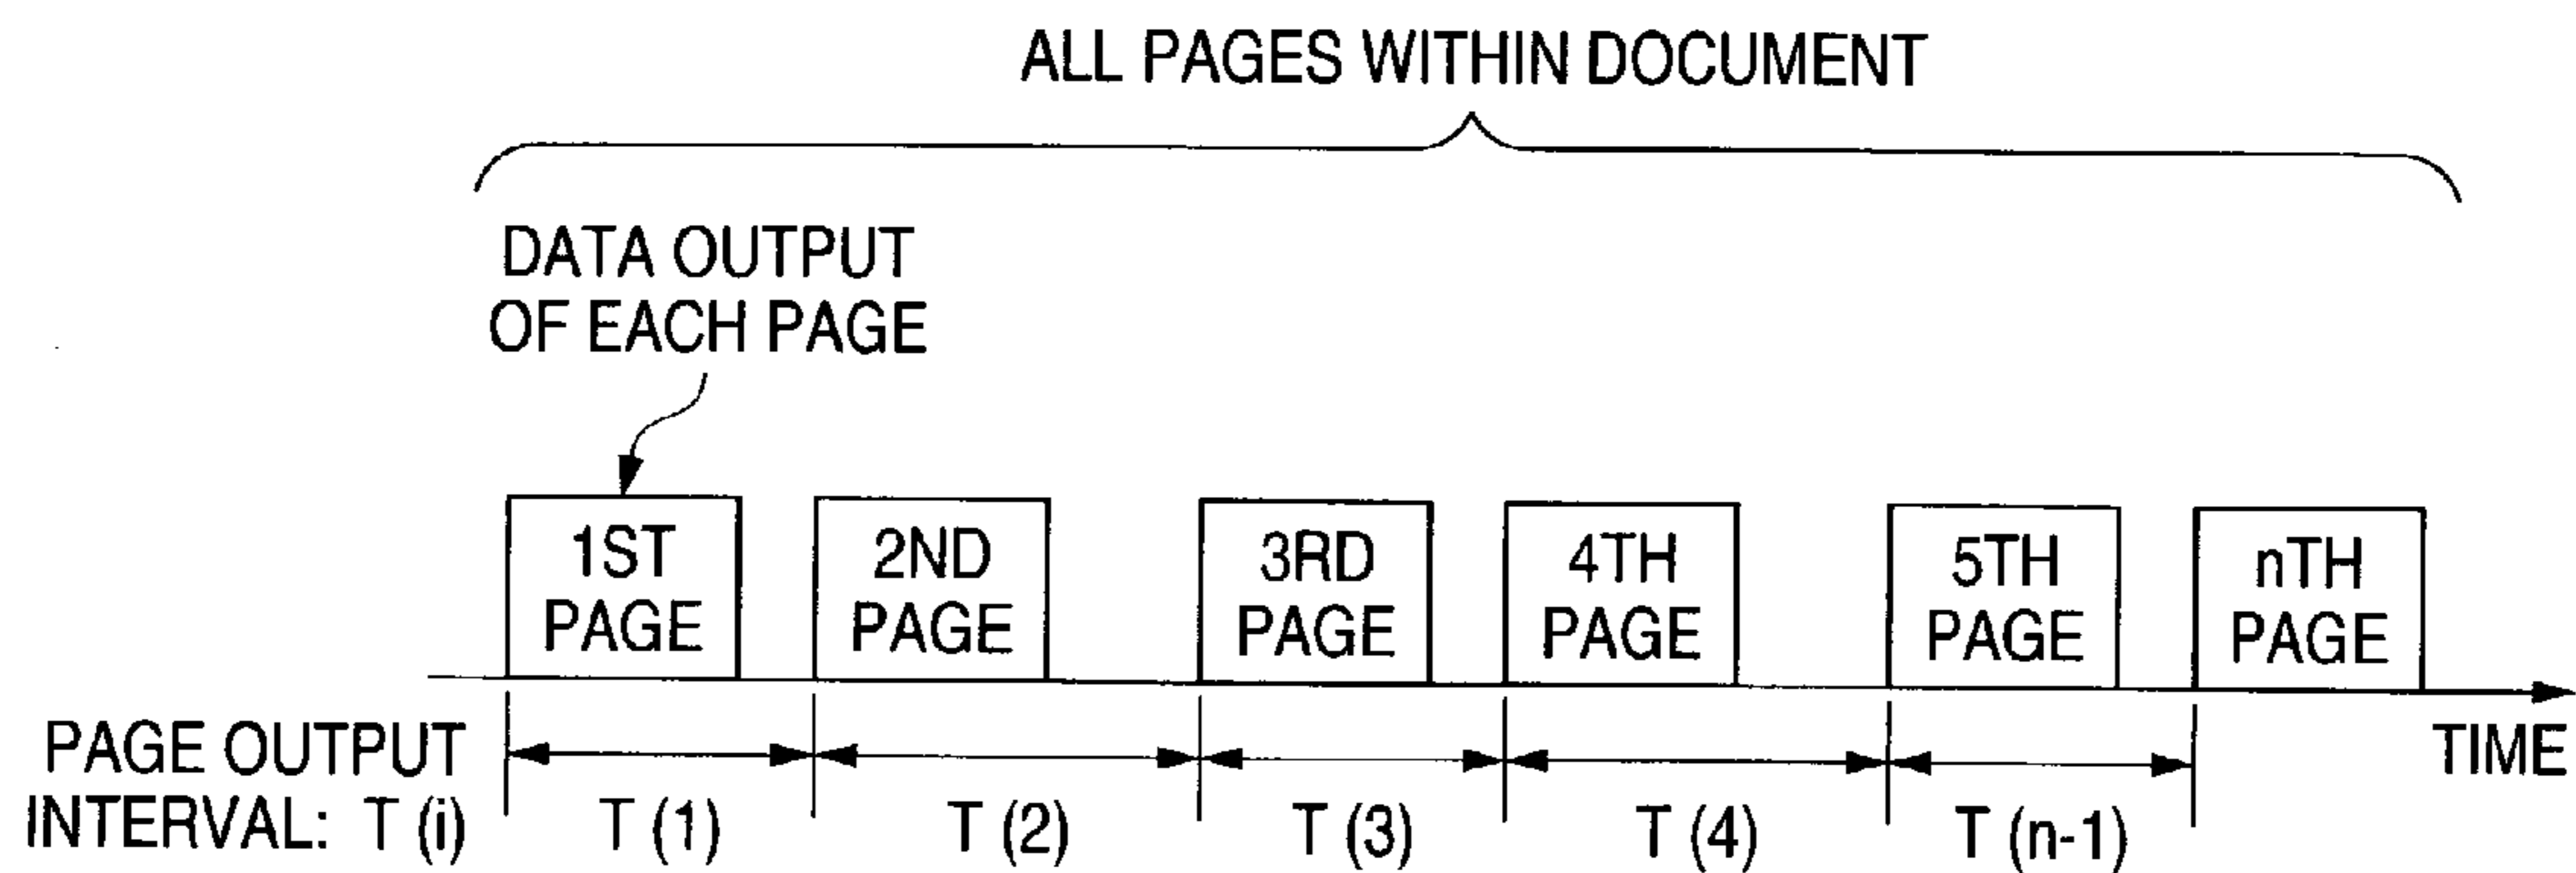 ALL PAGES WITHIN DOCUMENT
DATA OUTPUT
OF EACH PAGE
1ST
PAGE
2ND
PAGE
3RD
PAGE
4TH
PAGE
5TH
PAGE
nTH
PAGE
TIME
PAGE OUTPUT
INTERVAL: T (i)
T (1)
T (2)
T (3)
T (4)
T (n-1)